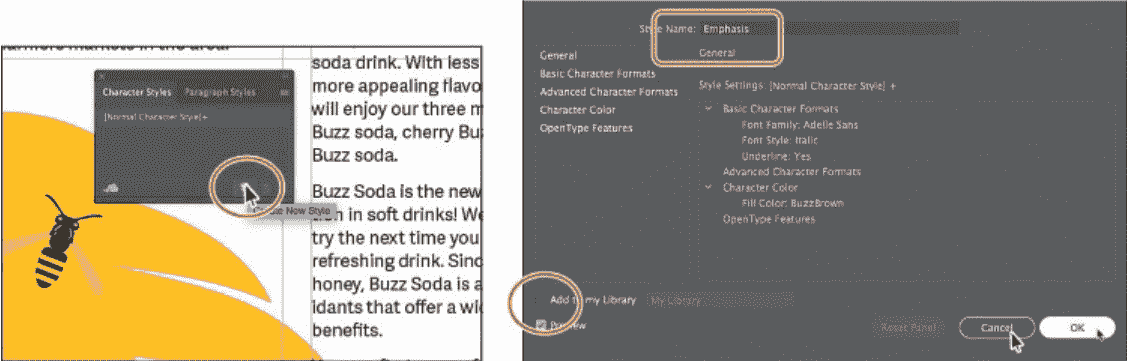 soda drink. With less
more appealing flavo
will enjoy our three m
Buzz soda, cherry Bu
Buzz soda.
Buzz Soda is the new
tion in soft drinks! We
try the next time you
refreshing drink. Sinc
honey, Buzz Soda is a
idants that offer a wi
benefits.
Character Styles Paragraph Styles
[Normal Character Style]+
Create New Style
Style Name: Emphasis
General
General
Basic Character Formats
Advanced Character Formats
Character Color
OpenType Features
Style Settings: [Normal Character Style] +
Basic Character Formats
Font Family: Adelle Sans
Font Style: Italic
Underline: Yes
Advanced Character Formats
Character Color
Fill Color: BuzzBrown
OpenType Features
Add to my Library My Library
Preview
Reset Panel Cancel OK